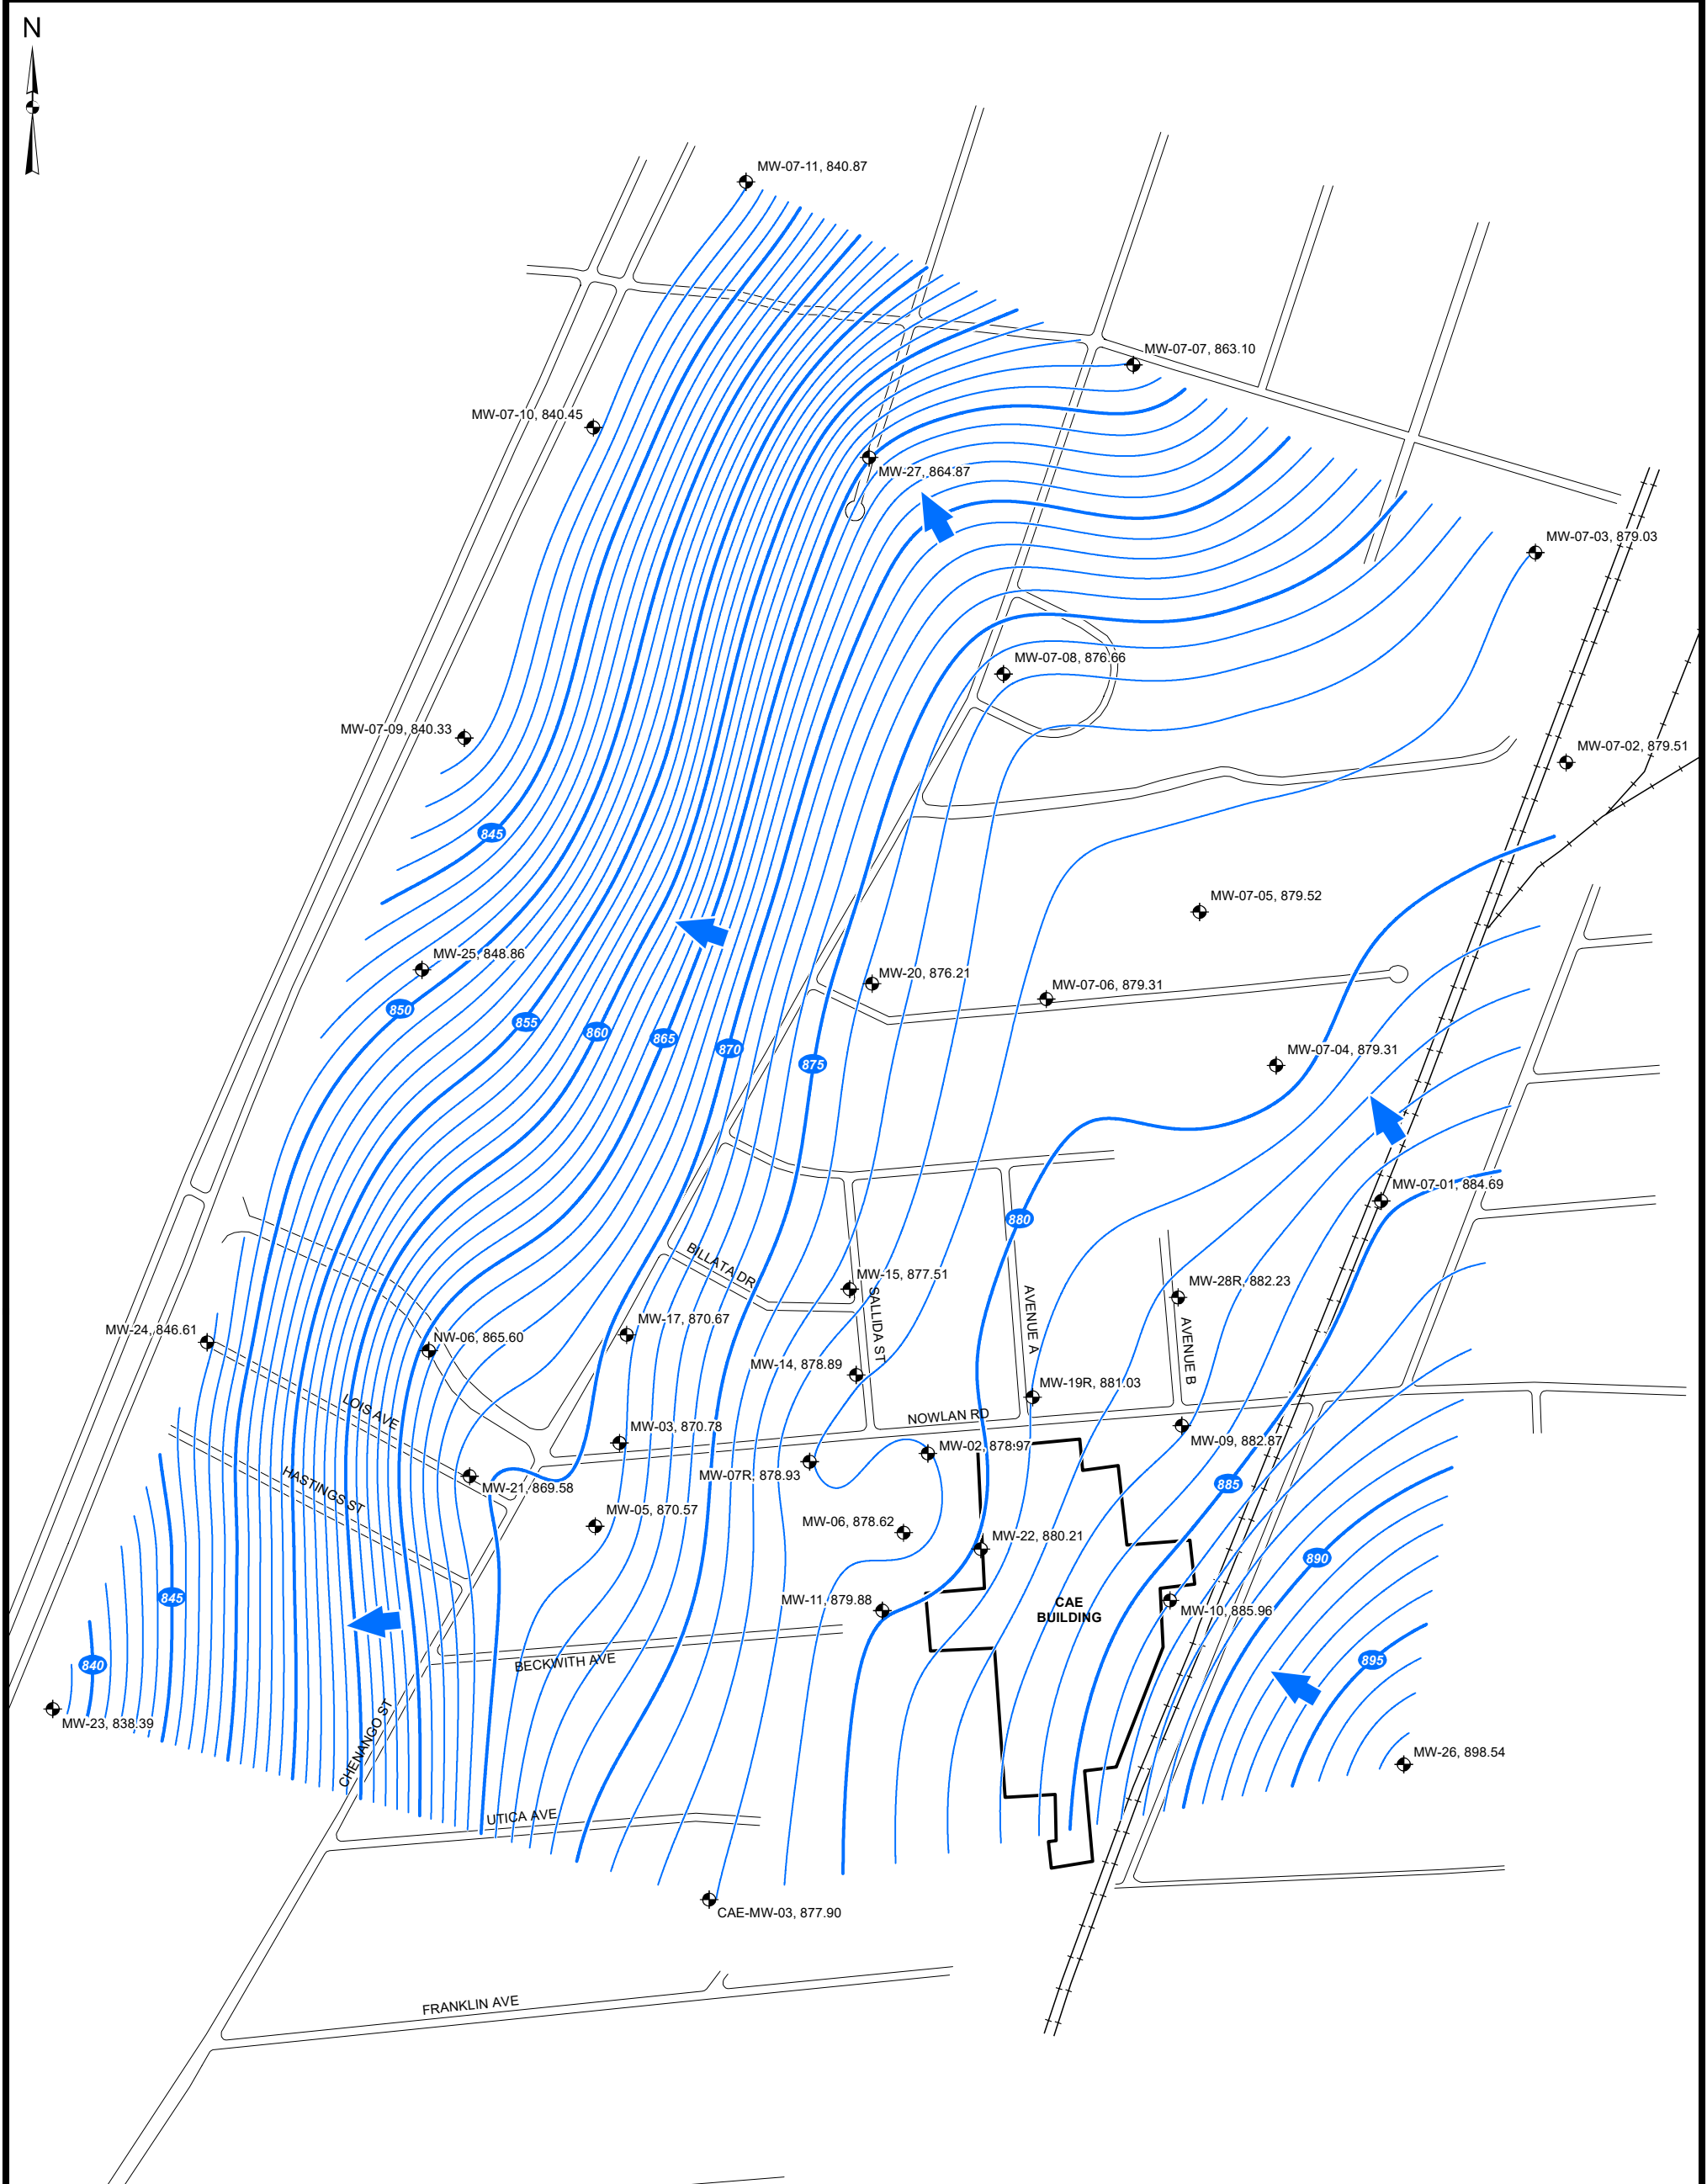 N
MW-07-11, 840.87
MW-07-07, 863.10
MW-07-10, 840.45
MW-27, 864.87
MW-07-03, 879.03
MW-07-08, 876.66
MW-07-09, 840.33
MW-07-02, 879.51
845
MW-07-05, 879.52
MW-25, 848.86
MW-20, 876.21
MW-07-06, 879.31
850
855
860
865
870
875
MW-07-04, 879.31
MW-07-01, 884.69
880
BILLATA DR
MW-15, 877.51
SALLIDA ST
AVENUE A
MW-28R, 882.23
AVENUE B
MW-24, 846.61
NW-06, 865.60
MW-17, 870.67
MW-14, 878.89
MW-19R, 881.03
LOIS AVE
NOWLAN RD
MW-03, 870.78
MW-02, 878.97
MW-09, 882.87
MW-07R, 878.93
HASTINGS ST
MW-21, 869.58
885
MW-05, 870.57
MW-06, 878.62
MW-22, 880.21
890
845
MW-11, 879.88
CAE
BUILDING
MW-10, 885.96
840
BECKWITH AVE
895
MW-23, 838.39
CHENANGO ST
MW-26, 898.54
UTICA AVE
CAE-MW-03, 877.90
FRANKLIN AVE